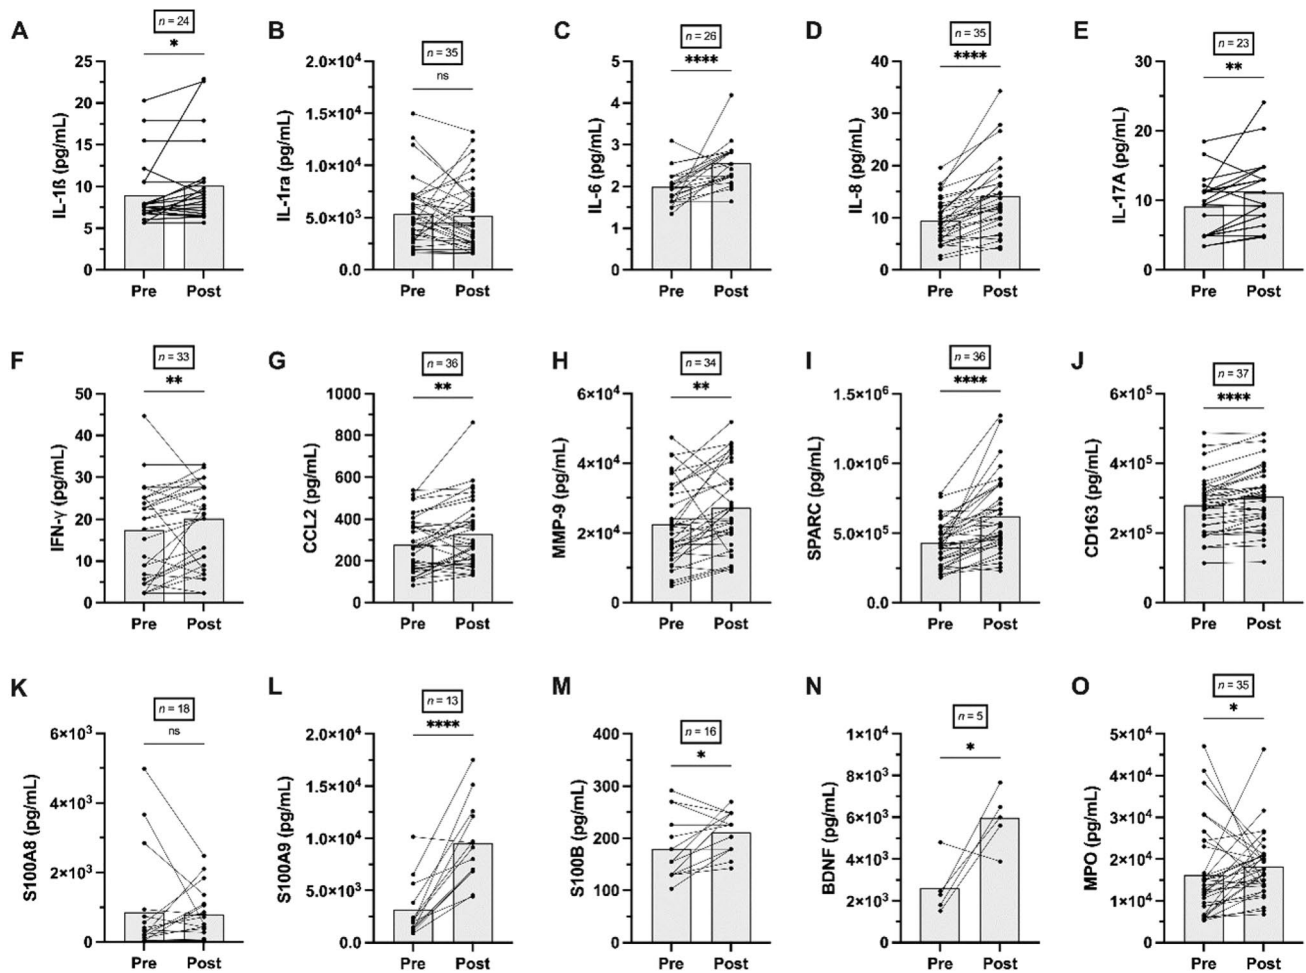 A
n = 24
*
IL-1ß (pg/mL)
25
20
15
10
5
0
Pre Post
B
n = 35
ns
IL-1ra (pg/mL)
2.0×10⁴
1.5×10⁴
1.0×10⁴
5.0×10³
0.0
Pre Post
C
n = 26
****
IL-6 (pg/mL)
5
4
3
2
1
0
Pre Post
D
n = 35
****
IL-8 (pg/mL)
40
30
20
10
0
Pre Post
E
n = 23
**
IL-17A (pg/mL)
30
20
10
0
Pre Post
F
n = 33
**
IFN-γ (pg/mL)
50
40
30
20
10
0
Pre Post
G
n = 36
**
CCL2 (pg/mL)
1000
800
600
400
200
0
Pre Post
H
n = 34
**
MMP-9 (pg/mL)
6×10⁴
4×10⁴
2×10⁴
0
Pre Post
I
n = 36
****
SPARC (pg/mL)
1.5×10⁶
1.0×10⁶
5.0×10⁵
0.0
Pre Post
J
n = 37
****
CD163 (pg/mL)
6×10⁵
4×10⁵
2×10⁵
0
Pre Post
K
n = 18
ns
S100A8 (pg/mL)
6×10³
4×10³
2×10³
0
Pre Post
L
n = 13
****
S100A9 (pg/mL)
2.0×10⁴
1.5×10⁴
1.0×10⁴
5.0×10³
0.0
Pre Post
M
n = 16
*
S100B (pg/mL)
400
300
200
100
0
Pre Post
N
n = 5
*
BDNF (pg/mL)
1×10⁴
8×10³
6×10³
4×10³
2×10³
0
Pre Post
O
n = 35
*
MPO (pg/mL)
5×10⁴
4×10⁴
3×10⁴
2×10⁴
1×10⁴
0
Pre Post